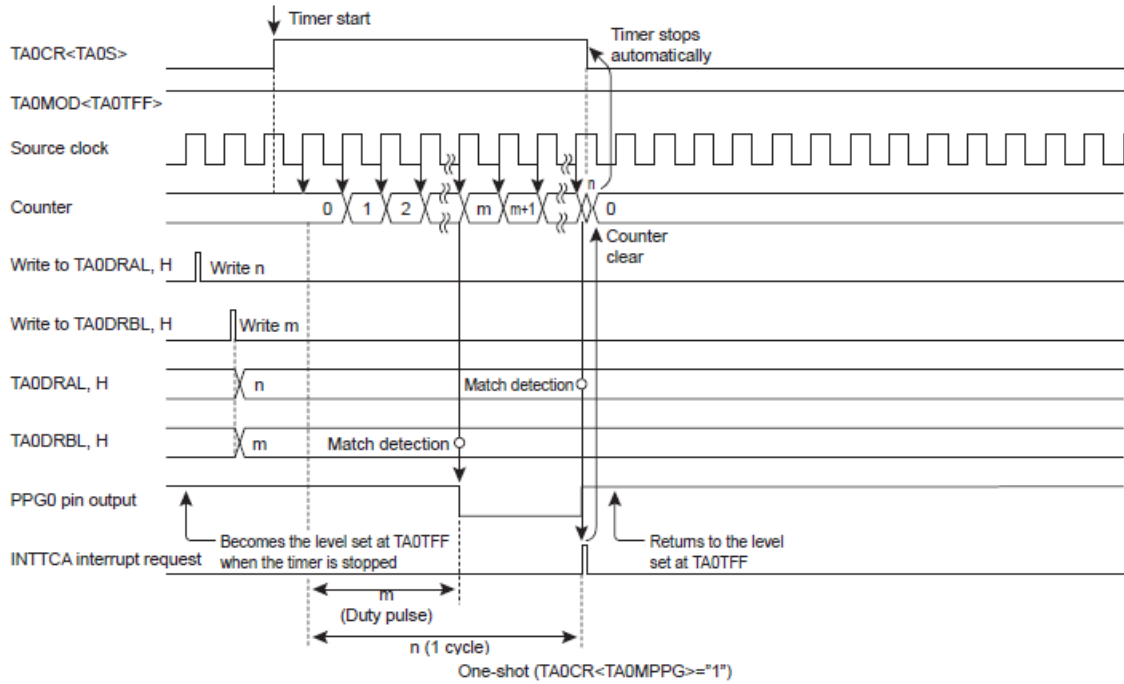 Timer start
TA0CR<TA0S>
Timer stops
automatically
TA0MOD<TA0TFF>
Source clock
n
Counter
0 1 2 m m+1 0
Counter
clear
Write to TA0DRAL, H
Write n
Write to TA0DRBL, H
Write m
TA0DRAL, H
n
Match detection
TA0DRBL, H
m
Match detection
PPG0 pin output
Becomes the level set at TA0TFF
when the timer is stopped
Returns to the level
set at TA0TFF
INTTCA interrupt request
m
(Duty pulse)
n (1 cycle)
One-shot (TA0CR<TA0MPPG>="1")